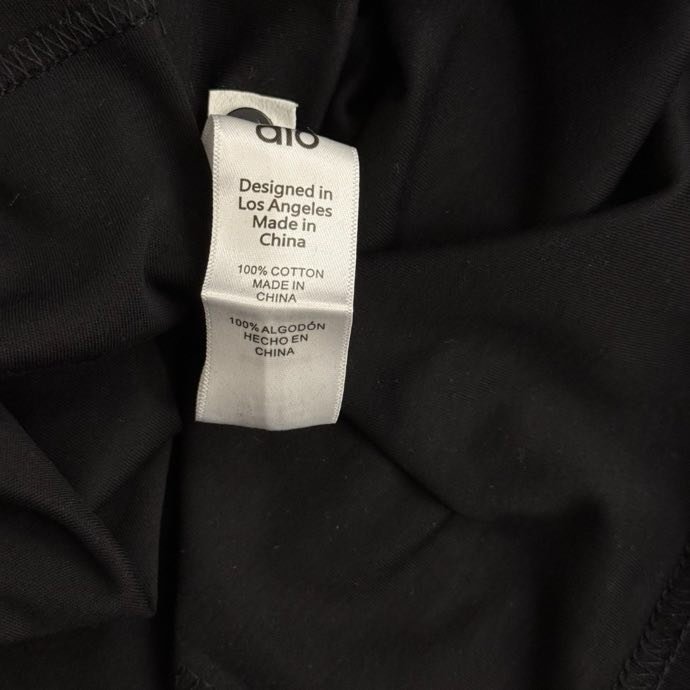 alo
Designed in
Los Angeles
Made in
China
100% COTTON
MADE IN
CHINA
100% ALGODÓN
HECHO EN
CHINA